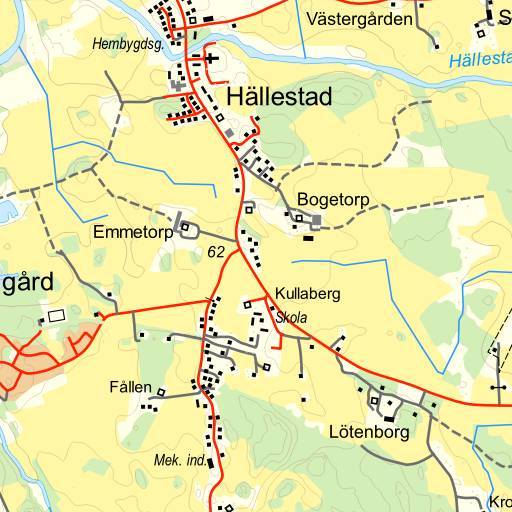 Västergården
S
Hembygdsg.
Hällesta
Hällestad
Bogetorp
Emmetorp
62
gård
Kullaberg
Skola
Fållen
Lötenborg
Mek. ind.
Kro